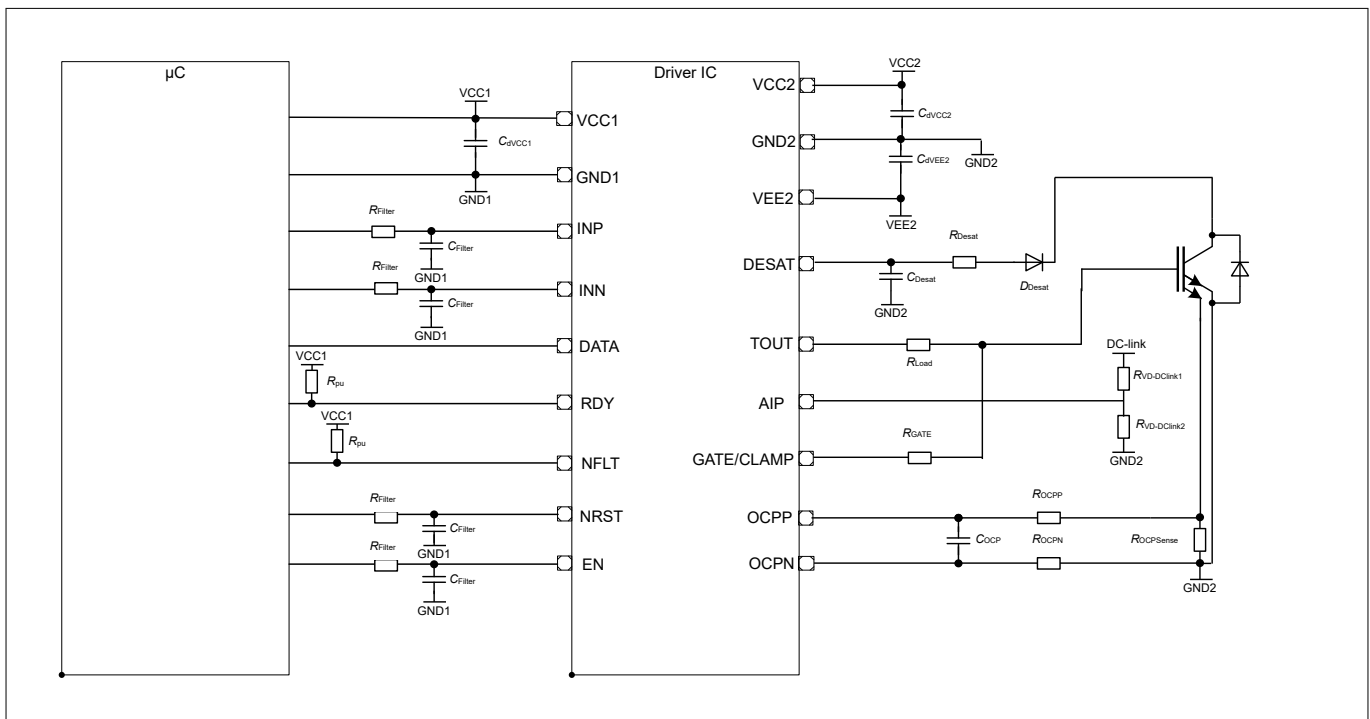 µC
Driver IC
VCC1
CdVCC1
GND1
VCC1
GND1
RFilter
CFilter
GND1
INP
RFilter
CFilter
GND1
INN
DATA
VCC1
Rpu
RDY
VCC1
Rpu
NFLT
RFilter
CFilter
GND1
NRST
RFilter
CFilter
GND1
EN
VCC2
VCC2
CdVCC2
GND2
GND2
CdVEE2
VEE2
VEE2
DESAT
RDesat
CDesat
GND2
DDesat
TOUT
RLoad
DC-link
RVD-DClink1
AIP
RVD-DClink2
GND2
RGATE
GATE/CLAMP
OCPP
ROCPP
COCP
ROCPN
ROCPSense
OCPN
GND2